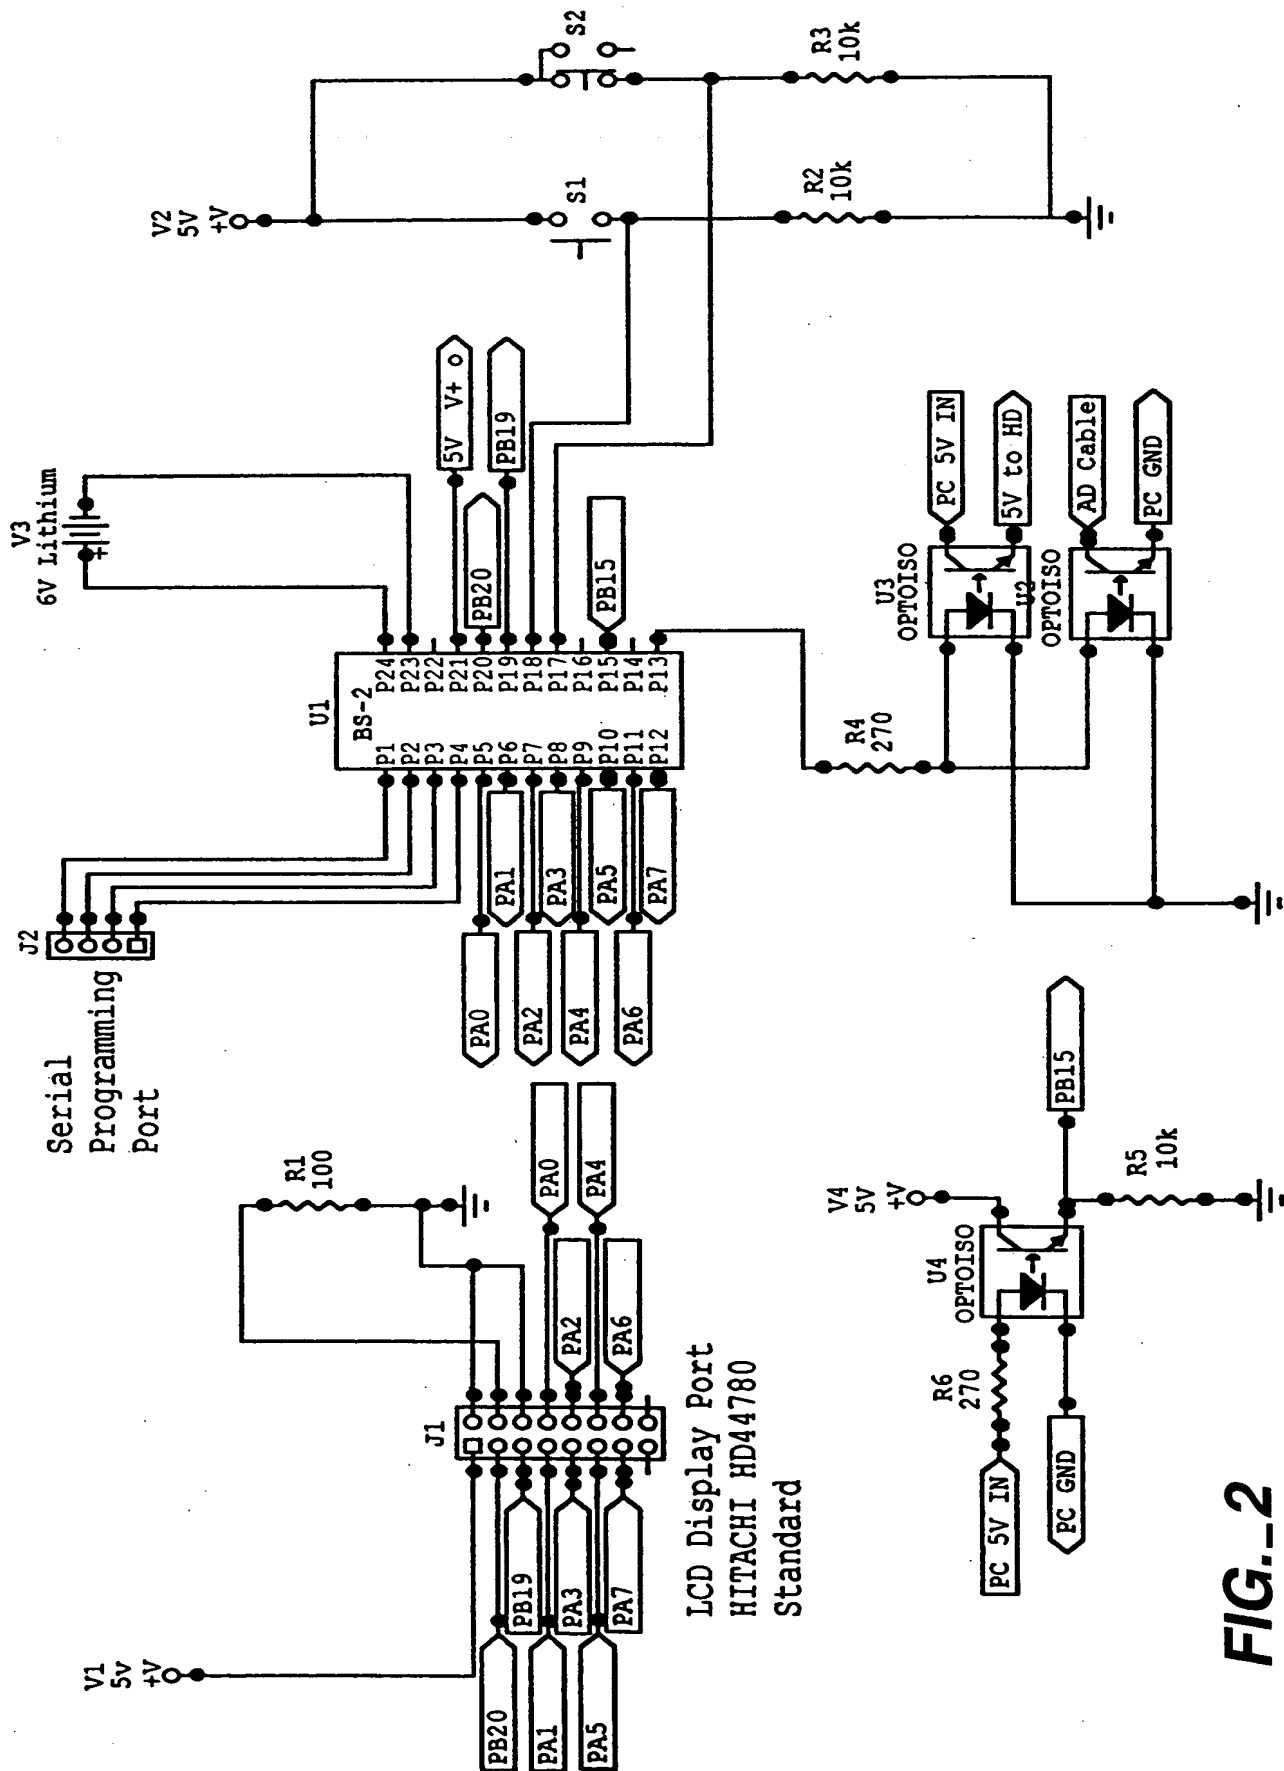 V1
5v
+V
PB20
PB19
PA1
PA3
PA5
PA7
J1
R1
100
PA0
PA2
PA4
PA6
LCD Display Port
HITACHI HD44780
Standard
Serial
Programming
Port
J2
V3
6V Lithium
+
U1
BS-2
P1
P2
P3
P4
P5
P6
P7
P8
P9
P10
P11
P12
P24
P23
P22
P21
P20
P19
P18
P17
P16
P15
P14
P13
PA0
PA1
PA2
PA3
PA4
PA5
PA6
PA7
5V V+ o
PB20
PB19
PB15
V2
5V
+V
S1
S2
R2
10k
R3
10k
PC 5V IN
R6
270
PC GND
U4
OPTOISO
V4
5V
+V
PB15
R5
10k
R4
270
U3
OPTOISO
U2
OPTOISO
PC 5V IN
5V to HD
AD Cable
PC GND
FIG._2